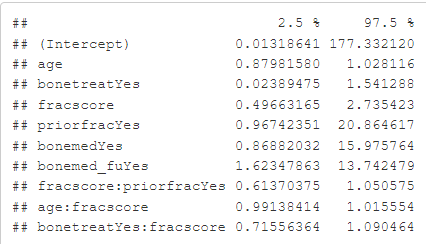 ##                           2.5 %     97.5 %
## (Intercept)          0.01318641 177.332120
## age                  0.87981580   1.028116
## bonetreatYes         0.02389475   1.541288
## fracscore            0.49663165   2.735423
## priorfracYes         0.96742351  20.864617
## bonemedYes           0.86882032  15.975764
## bonemed_fuYes        1.62347863  13.742479
## fracscore:priorfracYes 0.61370375   1.050575
## age:fracscore        0.99138414   1.015554
## bonetreatYes:fracscore 0.71556364   1.090464